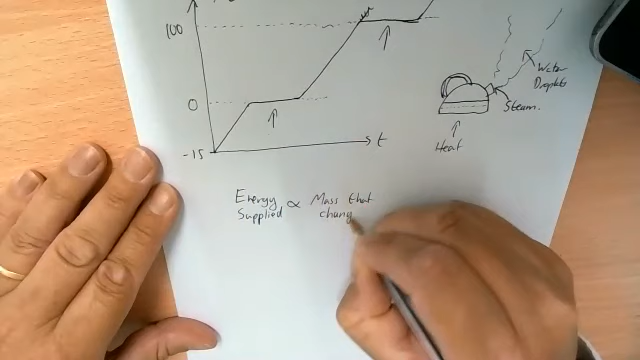 100
0
-15
t
Water
Droplets
Steam.
Heat
Energy ∝ Mass that
Supplied chang